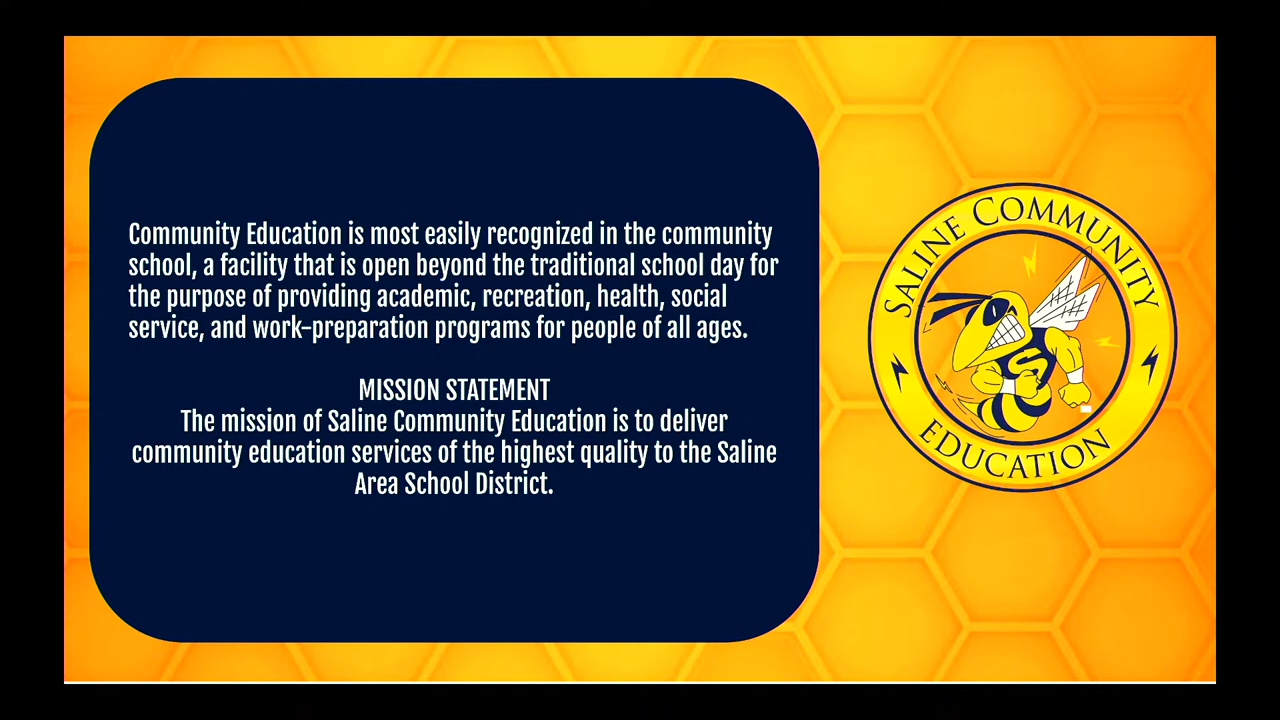 Community Education is most easily recognized in the community
school, a facility that is open beyond the traditional school day for
the purpose of providing academic, recreation, health, social
service, and work-preparation programs for people of all ages.
MISSION STATEMENT
The mission of Saline Community Education is to deliver
community education services of the highest quality to the Saline
Area School District.
SALINE COMMUNITY
EDUCATION
S